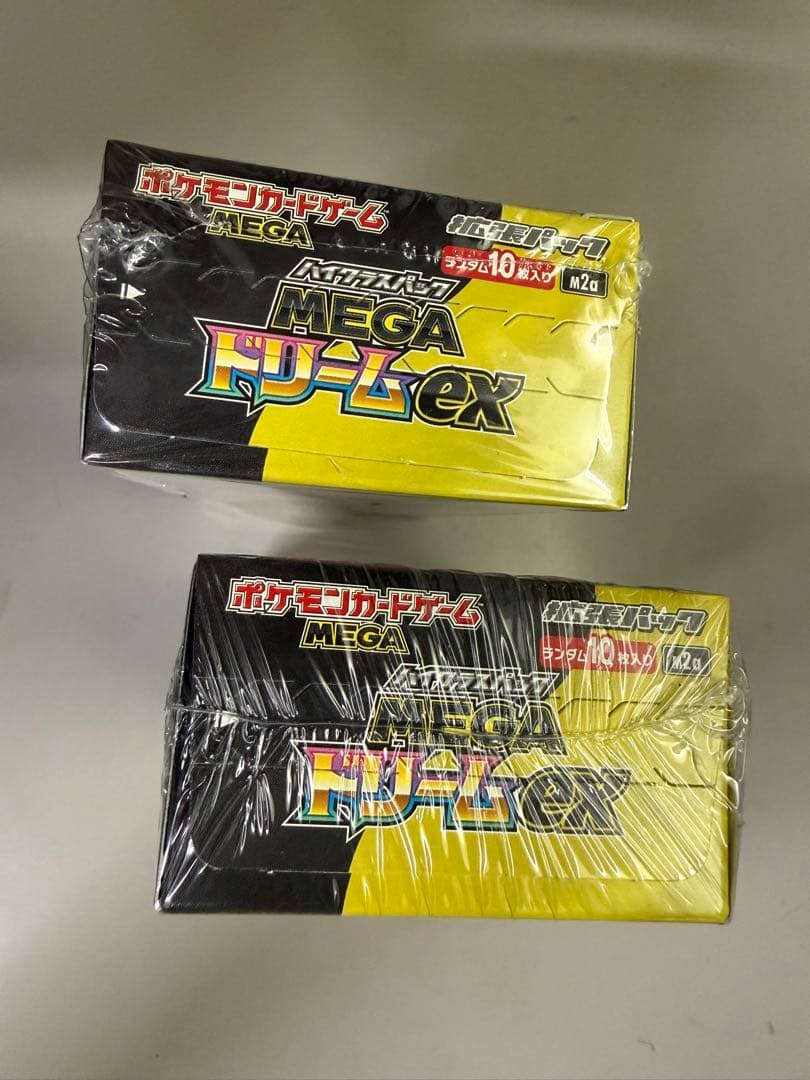 ポケモンカードゲーム
MEGA
拡張パック
ランダム10枚入り
M2a
ハイクラスパック
MEGA
ドリームex
ポケモンカードゲーム
MEGA
拡張パック
ランダム10枚入り
M2a
ハイクラスパック
MEGA
ドリームex